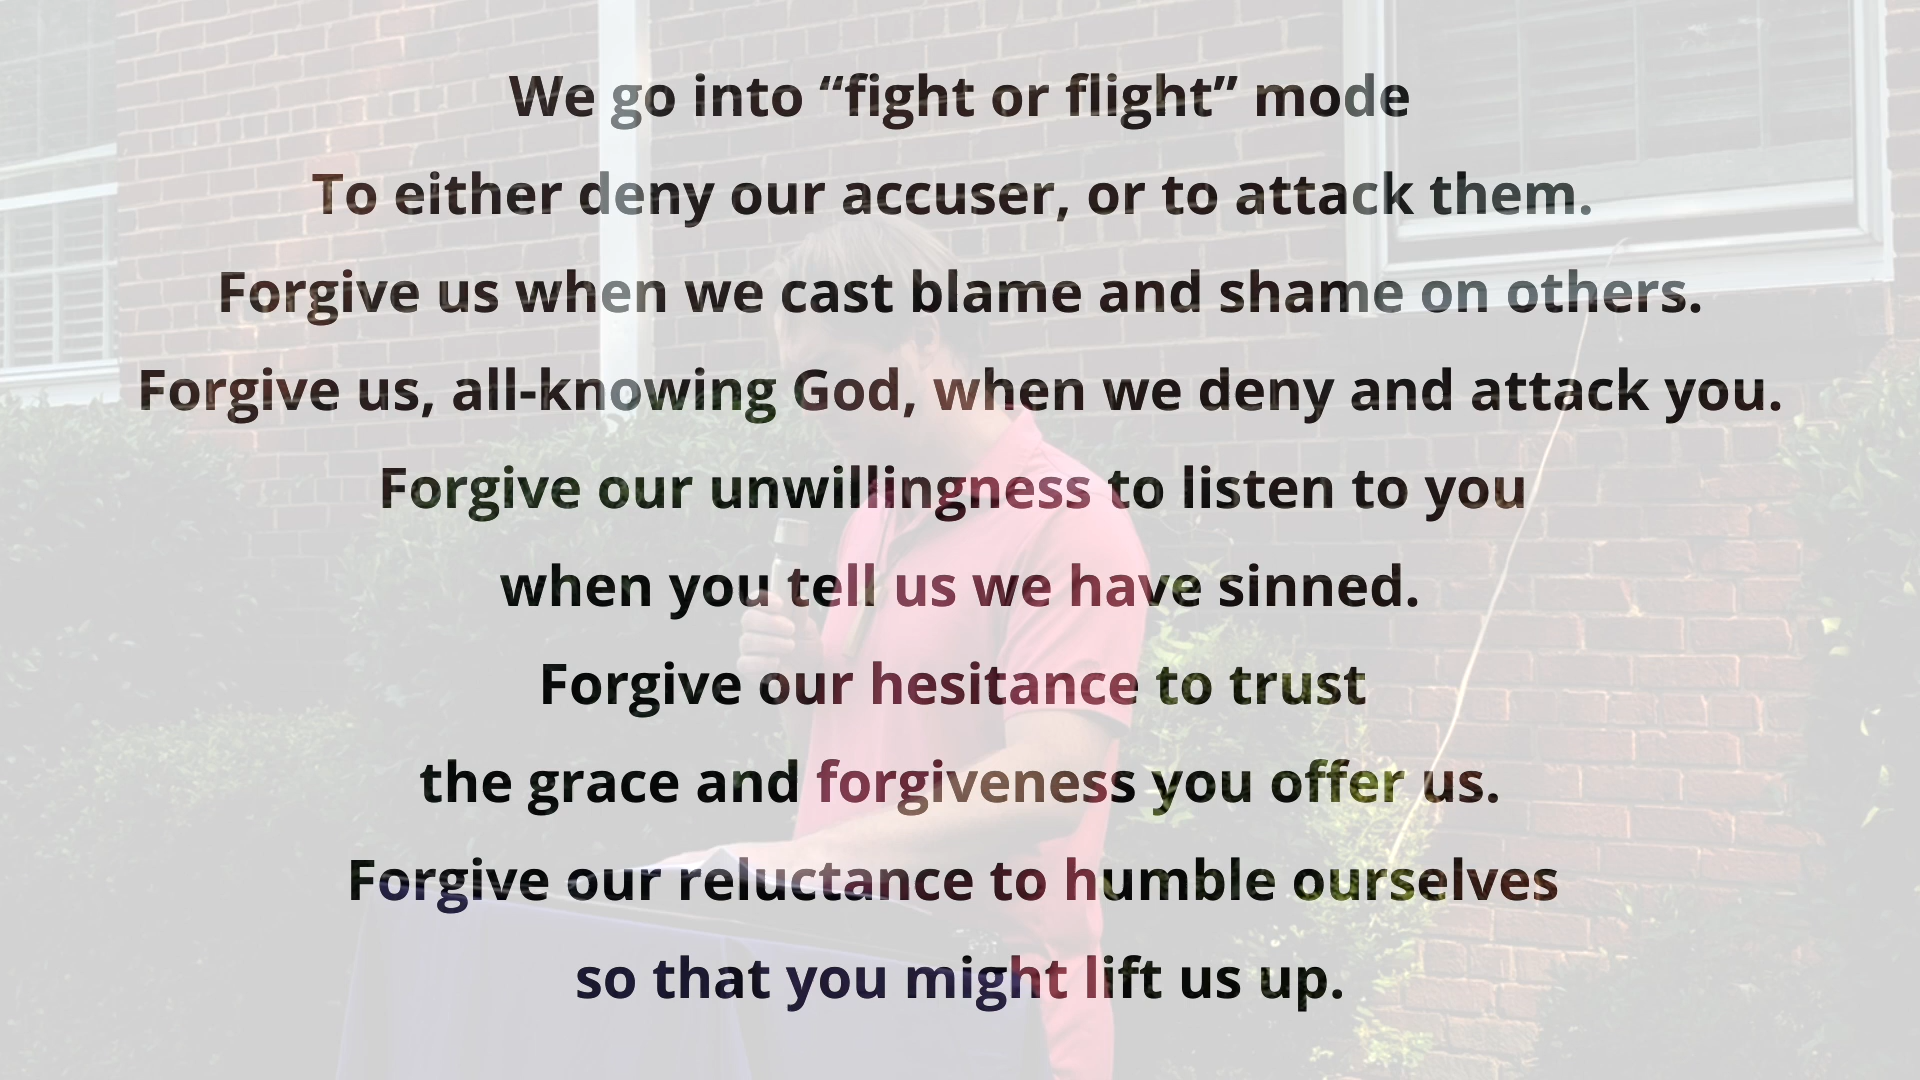 We go into “fight or flight” mode
To either deny our accuser, or to attack them.
Forgive us when we cast blame and shame on others.
Forgive us, all-knowing God, when we deny and attack you.
Forgive our unwillingness to listen to you
when you tell us we have sinned.
Forgive our hesitance to trust
the grace and forgiveness you offer us.
Forgive our reluctance to humble ourselves
so that you might lift us up.